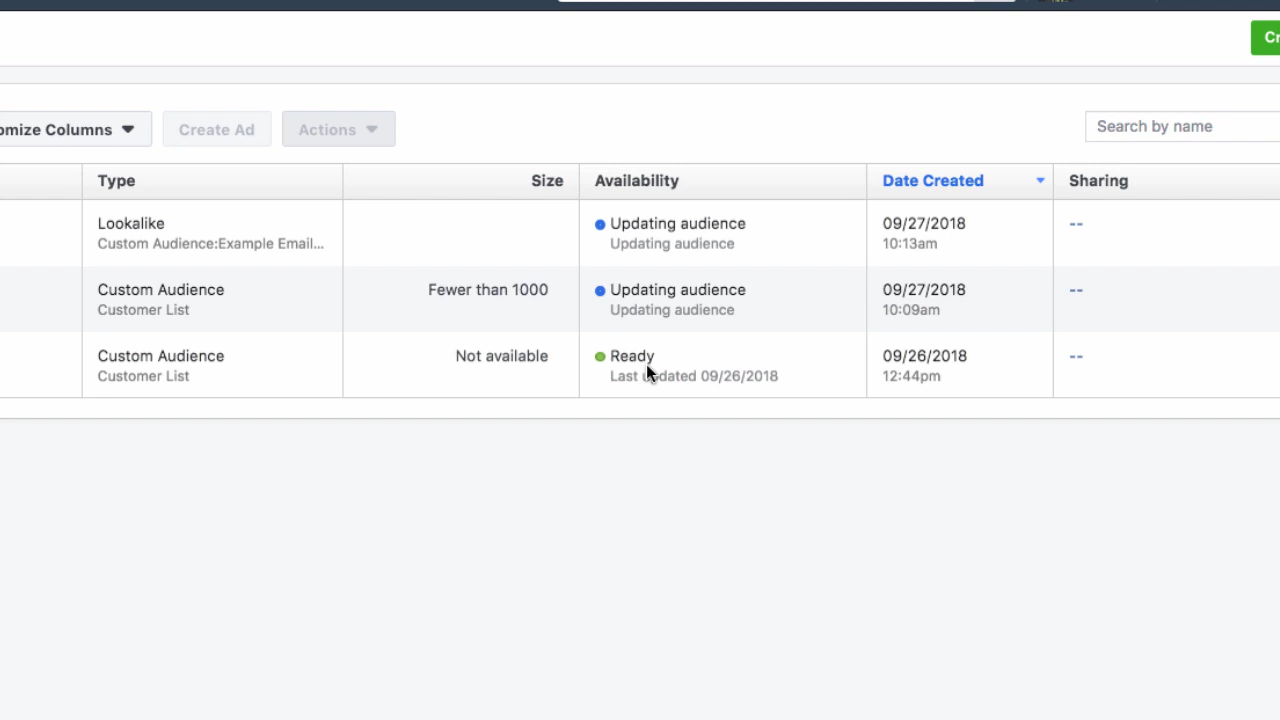 Cr
omize Columns
Create Ad
Actions
Search by name
Type
Size
Availability
Date Created
Sharing
Lookalike
Updating audience
09/27/2018
--
Custom Audience:Example Email...
Updating audience
10:13am
Custom Audience
Fewer than 1000
Updating audience
09/27/2018
--
Customer List
Updating audience
10:09am
Custom Audience
Not available
Ready
09/26/2018
--
Customer List
Last updated 09/26/2018
12:44pm